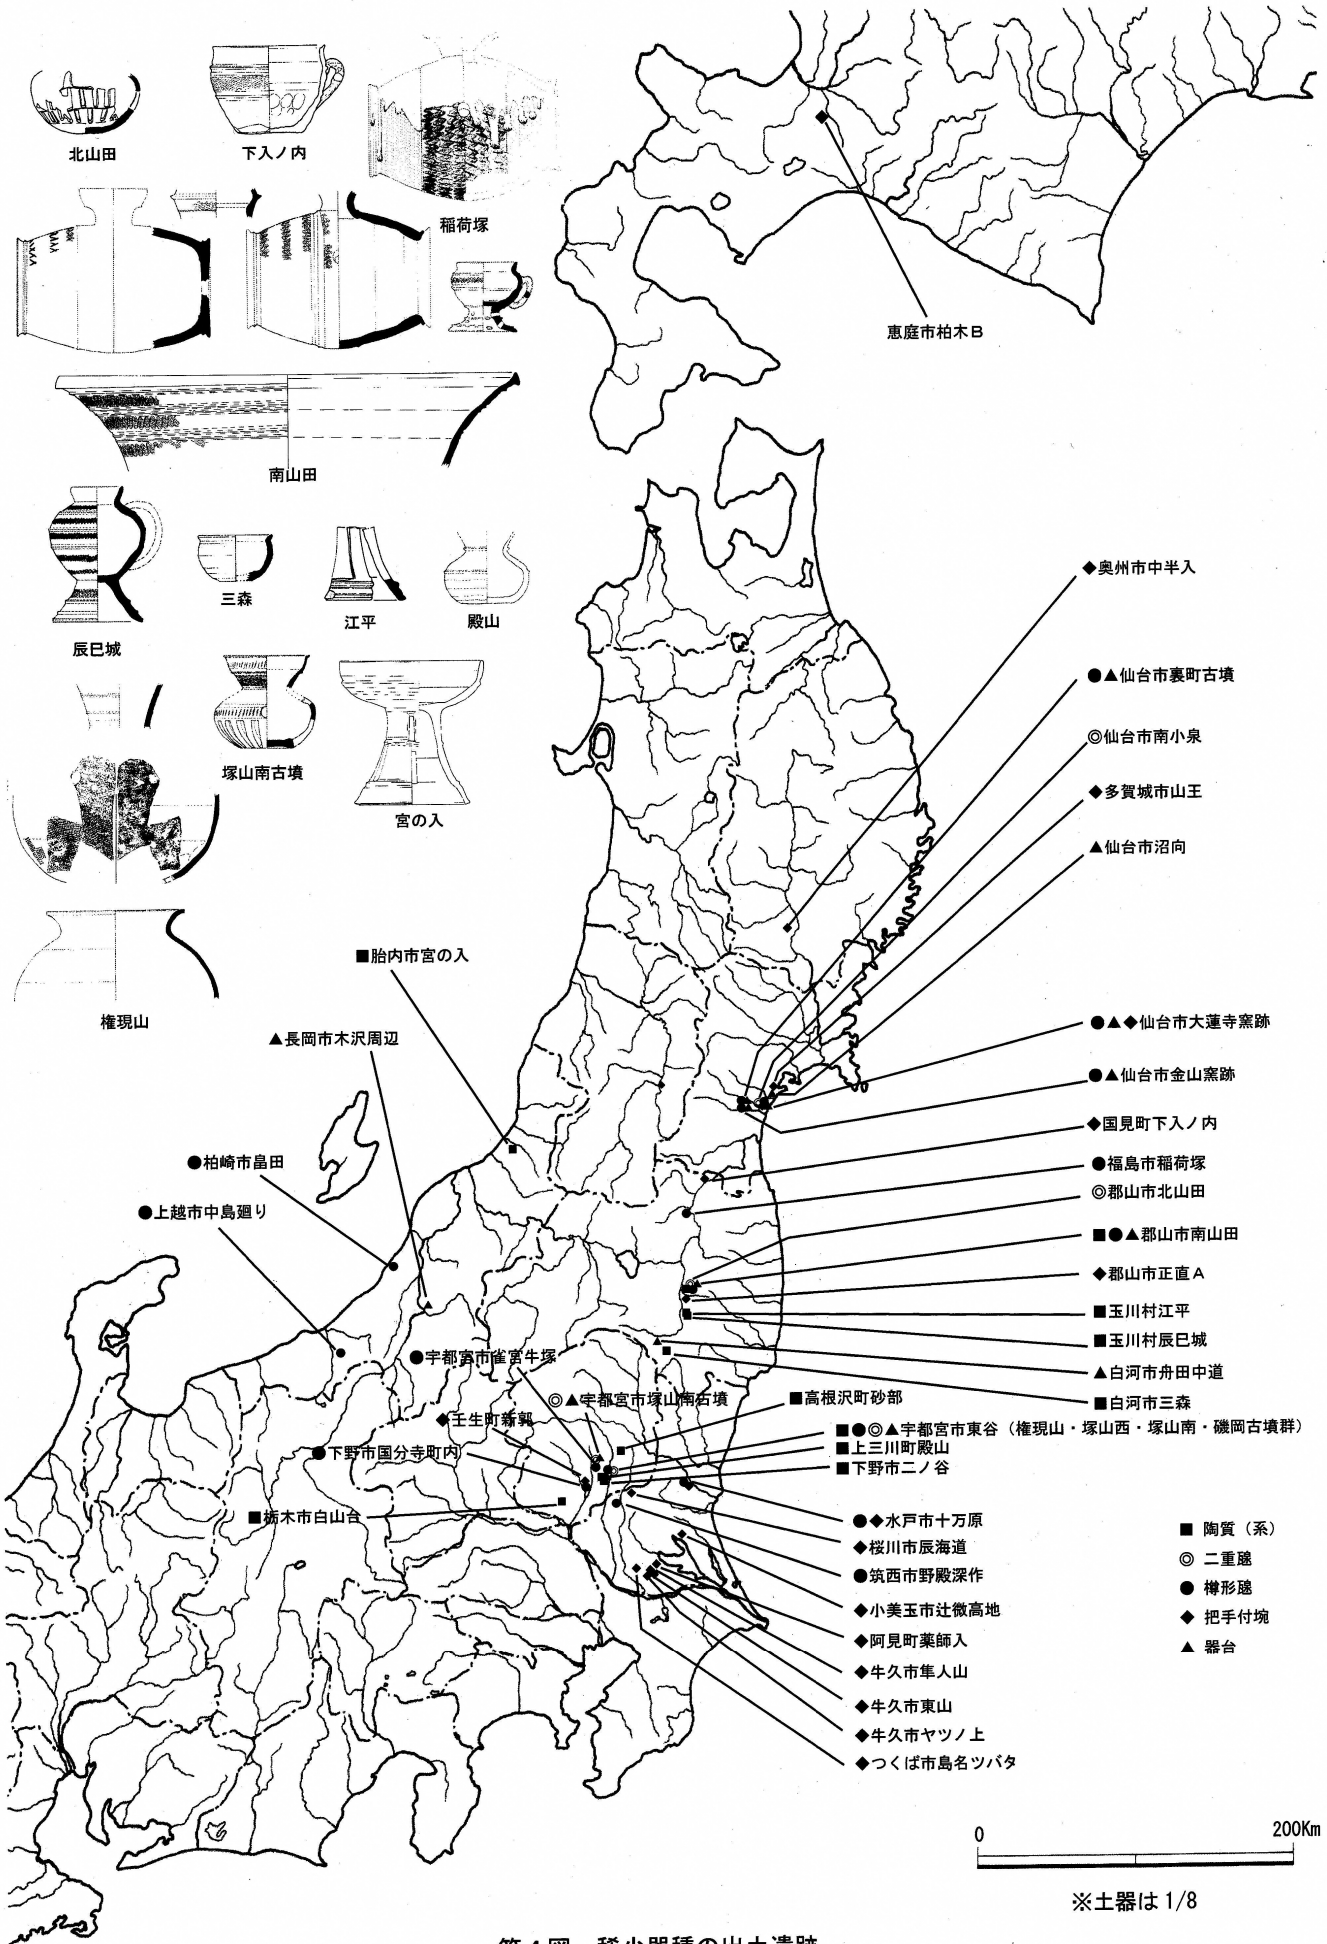 北山田
下入ノ内
稲荷塚
南山田
辰巳城
三森
江平
殿山
塚山南古墳
宮の入
権現山
恵庭市柏木B
◆奥州市中半入
●▲仙台市裏町古墳
◎仙台市南小泉
◆多賀城市山王
▲仙台市沼向
■胎内市宮の入
▲長岡市木沢周辺
●▲◆仙台市大蓮寺窯跡
●▲仙台市金山窯跡
◆国見町下入ノ内
●柏崎市畠田
●福島市稲荷塚
◎郡山市北山田
●上越市中島廻り
■●▲郡山市南山田
◆郡山市正直A
■玉川村江平
■玉川村辰巳城
●宇都宮市雀宮牛塚
▲白河市舟田中道
◎▲宇都宮市塚山南古墳
■高根沢町砂部
■白河市三森
◆壬生町新郭
■●◎▲宇都宮市東谷(権現山・塚山西・塚山南・磯岡古墳群)
■上三川町殿山
●下野市国分寺町内
■下野市二ノ谷
■栃木市白山台
●◆水戸市十万原
◆桜川市辰海道
●筑西市野殿深作
◆小美玉市辻微高地
◆阿見町薬師入
◆牛久市隼人山
◆牛久市東山
◆牛久市ヤツノ上
◆つくば市島名ツバタ
■ 陶質(系)
◎ 二重𤭯
● 樽形𤭯
◆ 把手付埦
▲ 器台
0 200Km
※土器は1/8
第4図 稀少器種の出土遺跡